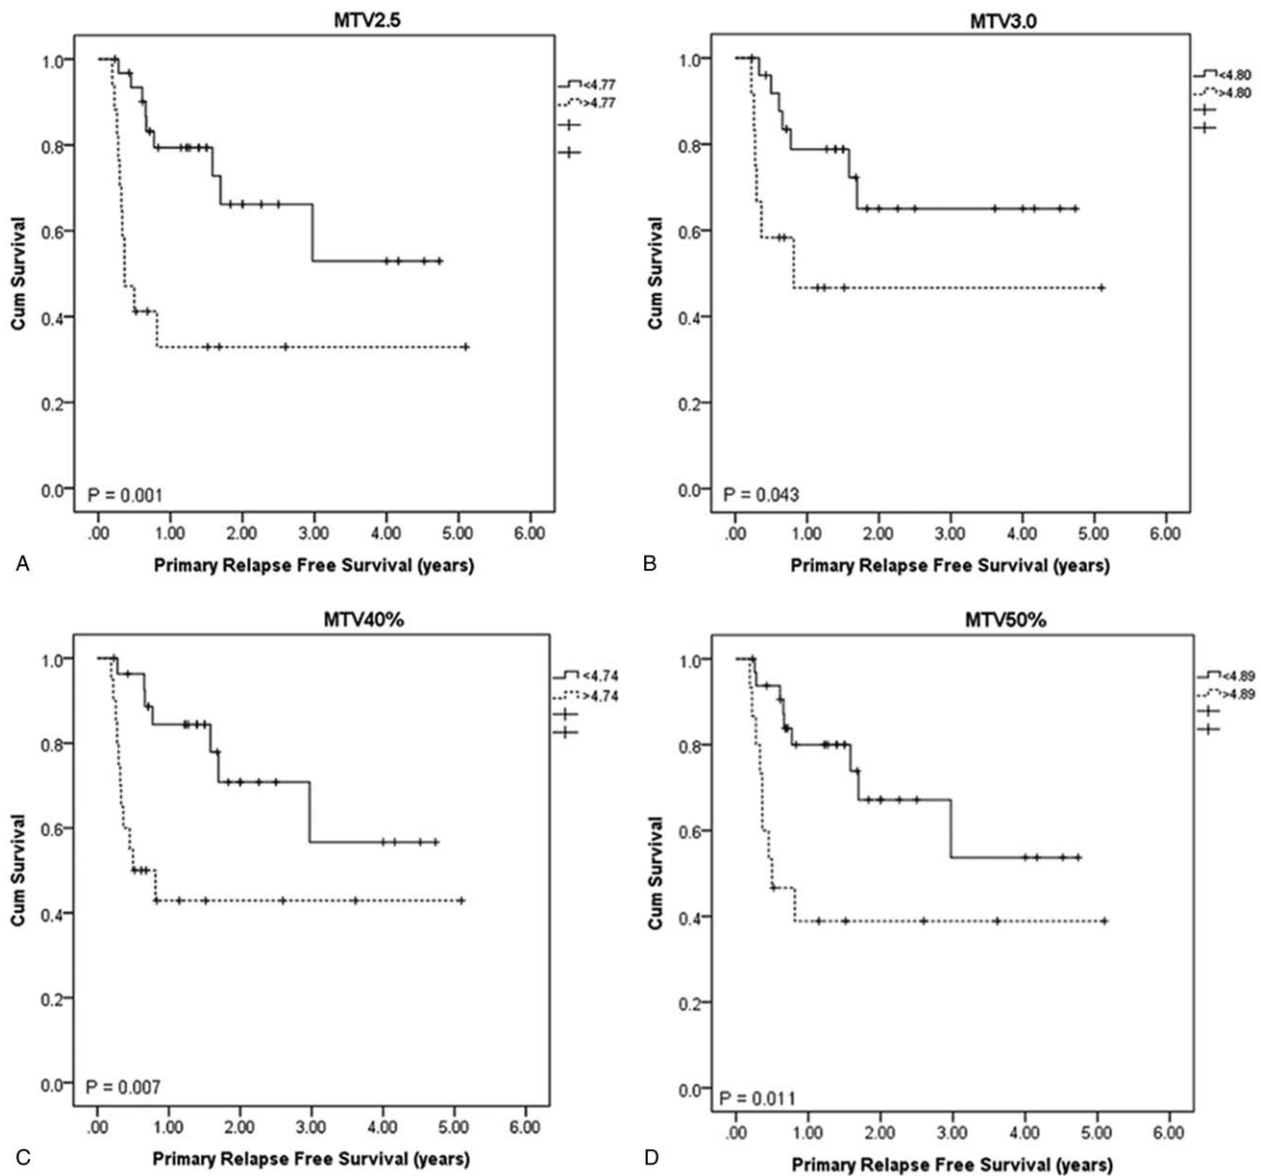 MTV2.5
1.0
0.8
0.6
0.4
0.2
0.0
Cum Survival
<4.77
>4.77
P = 0.001
.00 1.00 2.00 3.00 4.00 5.00 6.00
A
Primary Relapse Free Survival (years)
MTV3.0
1.0
0.8
0.6
0.4
0.2
0.0
Cum Survival
<4.80
>4.80
P = 0.043
.00 1.00 2.00 3.00 4.00 5.00 6.00
B
Primary Relapse Free Survival (years)
MTV40%
1.0
0.8
0.6
0.4
0.2
0.0
Cum Survival
<4.74
>4.74
P = 0.007
.00 1.00 2.00 3.00 4.00 5.00 6.00
C
Primary Relapse Free Survival (years)
MTV50%
1.0
0.8
0.6
0.4
0.2
0.0
Cum Survival
<4.89
>4.89
P = 0.011
.00 1.00 2.00 3.00 4.00 5.00 6.00
D
Primary Relapse Free Survival (years)